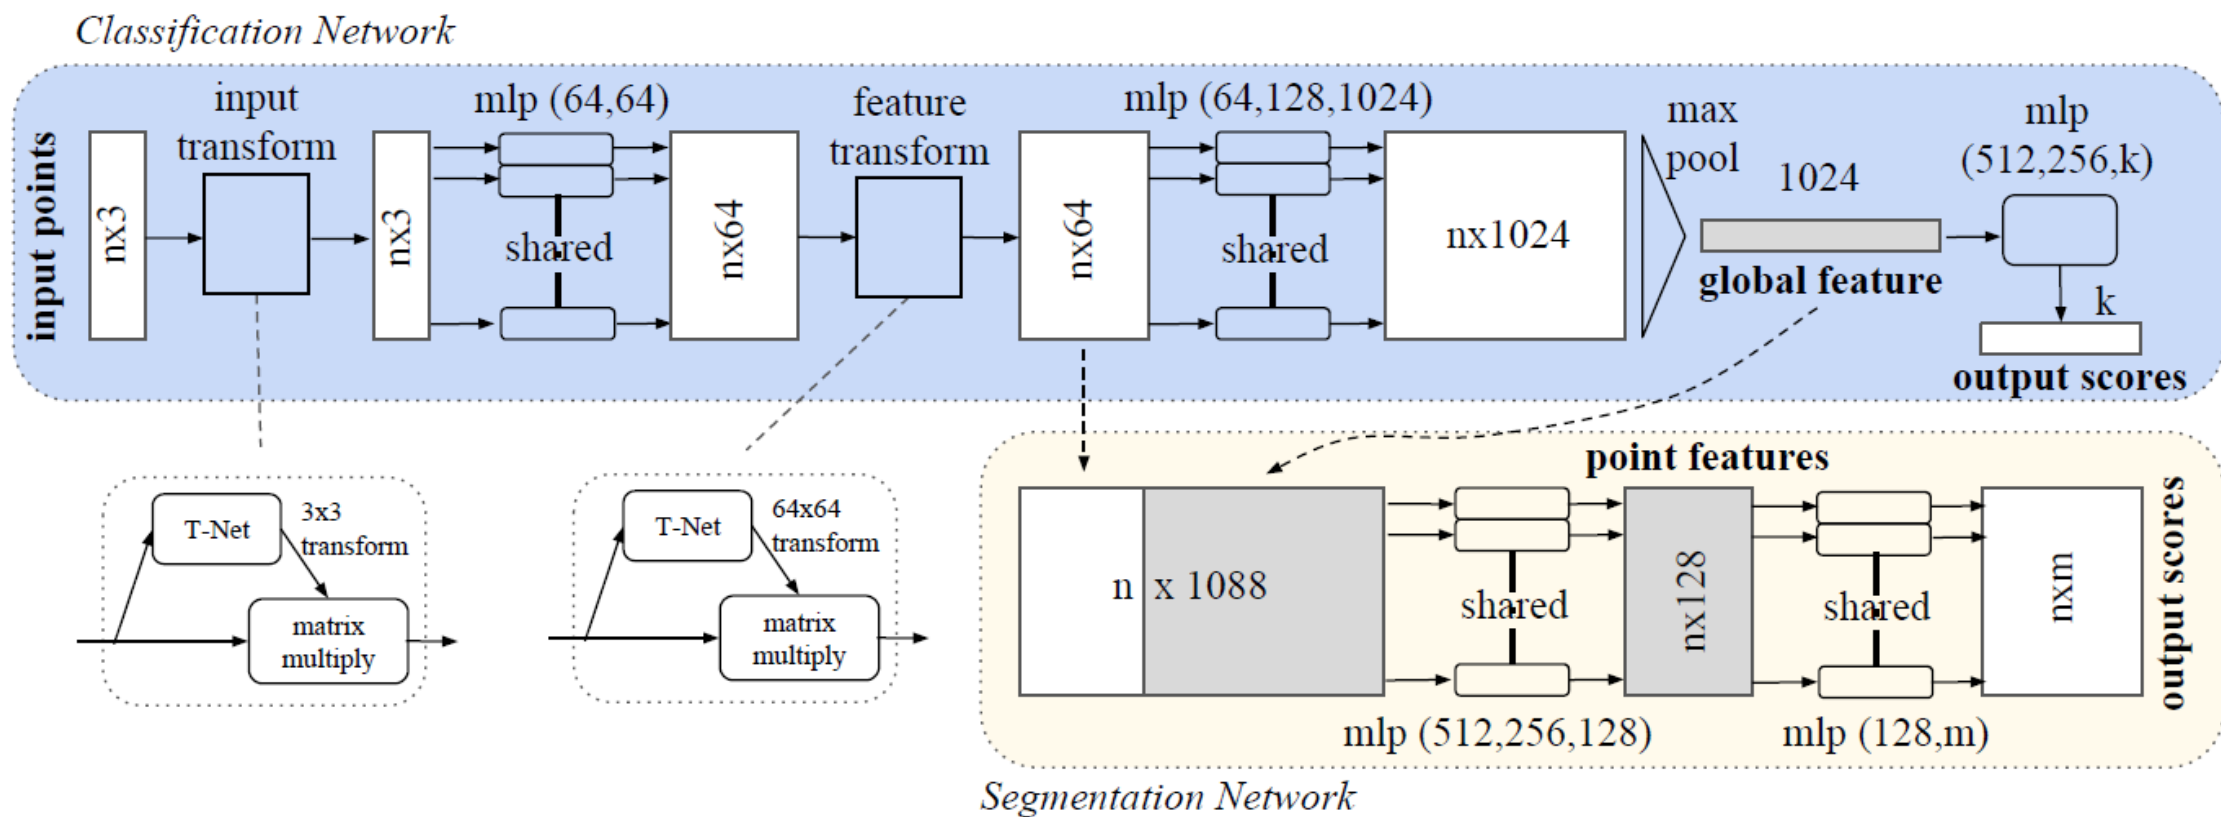 Classification Network
input points
nx3
input
transform
nx3
mlp (64,64)
shared
nx64
feature
transform
nx64
mlp (64,128,1024)
shared
nx1024
max
pool
1024
global feature
mlp
(512,256,k)
k
output scores
T-Net
3x3
transform
matrix
multiply
T-Net
64x64
transform
matrix
multiply
point features
n x 1088
shared
mlp (512,256,128)
nx128
shared
mlp (128,m)
nxm
output scores
Segmentation Network